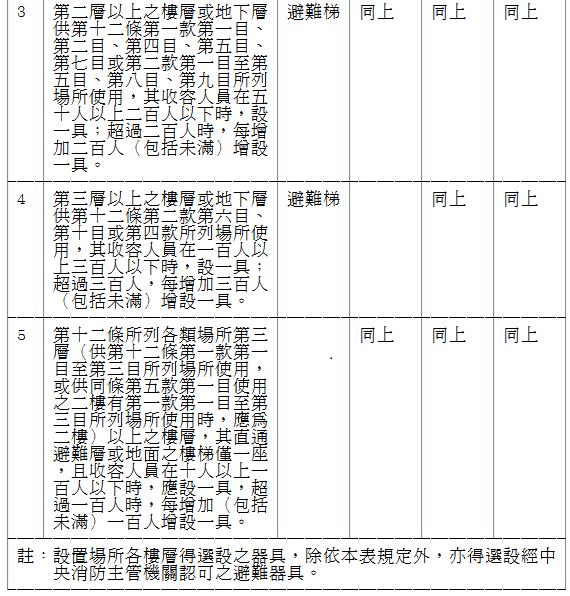 3 第二層以上之樓層或地下層 避難梯 同上 同上 同上
供第十二條第一款第一目、
第二目、第四目、第五目、
第七目或第二款第一目至第
五目、第八目、第九目所列
場所使用，其收容人員在五
十人以上二百人以下時，設
一具；超過二百人時，每增
加二百人（包括未滿）增設
一具。
4 第三層以上之樓層或地下層 避難梯 同上 同上
供第十二條第二款第六目、
第十目或第四款所列場所使
用，其收容人員在一百人以
上三百人以下時，設一具；
超過三百人，每增加三百人
（包括未滿）增設一具。
5 第十二條所列各類場所第三 同上 同上 同上
層（供第十二條第一款第一
目至第三目所列場所使用，
或供同條第五款第一目使用
之二樓有第一款第一目至第
三目所列場所使用時，應為
二樓）以上之樓層，其直通
避難層或地面之樓梯僅一座
，且收容人員在十人以上一
百人以下時，應設一具，超
過一百人時，每增加（包括
未滿）一百人增設一具。
註：設置場所各樓層得選設之器具，除依本表規定外，亦得選設經中
央消防主管機關認可之避難器具。